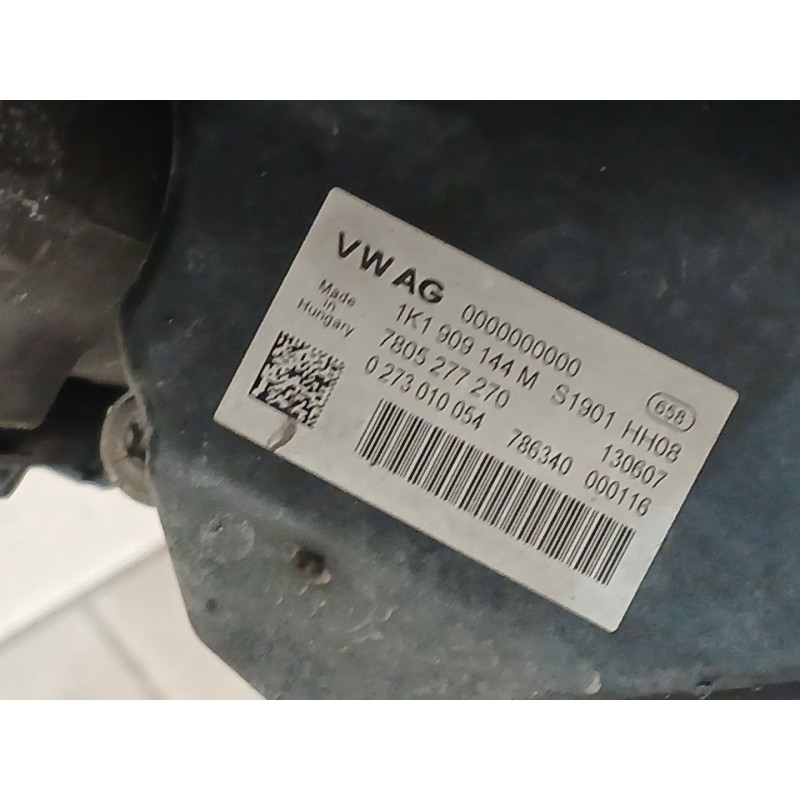 VW AG 0000000000
Made
in
Hungary
1K1 909 144 M S1901 HH08
658
7805 277 270
130607
0 273 010 054 786340 000116